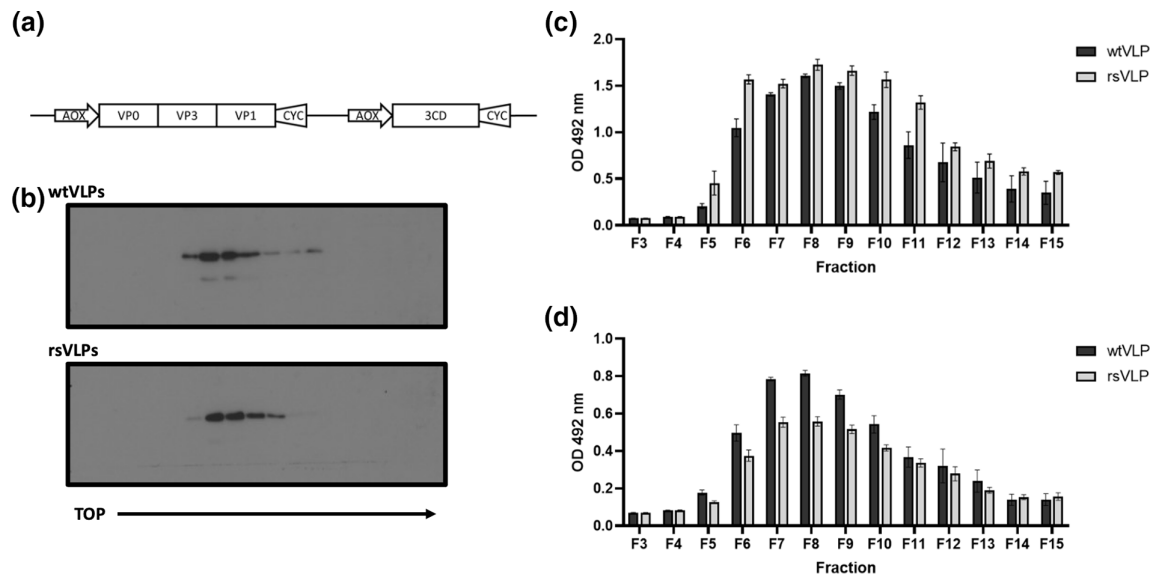 (a)
AOX VP0 VP3 VP1 CYC AOX 3CD CYC
(b)
wtVLPs
rsVLPs
TOP
(c)
2.0
1.5
1.0
0.5
0.0
OD 492 nm
F3 F4 F5 F6 F7 F8 F9 F10 F11 F12 F13 F14 F15
Fraction
wtVLP
rsVLP
(d)
1.0
0.8
0.6
0.4
0.2
0.0
OD 492 nm
F3 F4 F5 F6 F7 F8 F9 F10 F11 F12 F13 F14 F15
Fraction
wtVLP
rsVLP